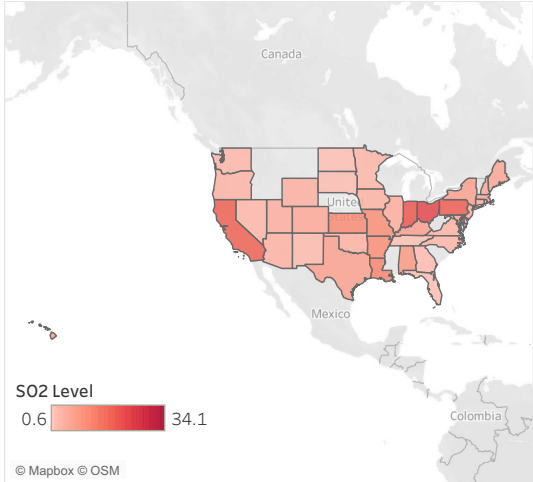 Canada
United
States
Mexico
SO2 Level
0.6 34.1
Colombia
© Mapbox © OSM